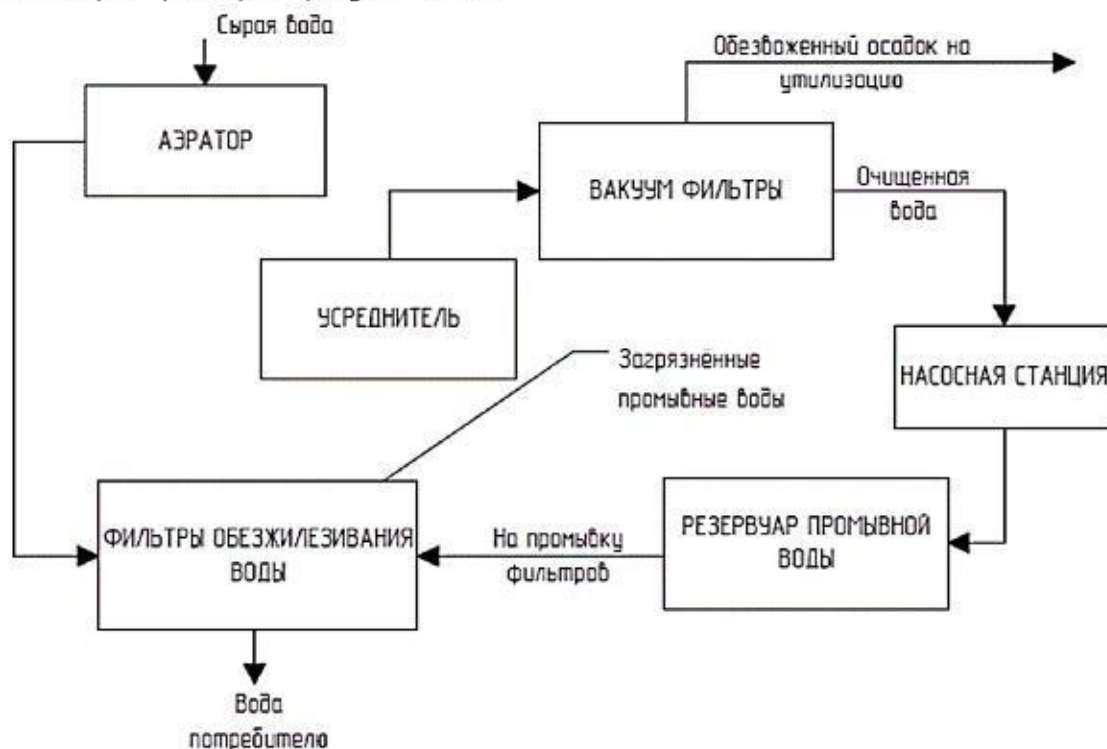 Сырая вода
Обезвоженный осадок на
утилизацию
АЭРАТОР
ВАКУУМ ФИЛЬТРЫ
Очищенная
вода
УСРЕДНИТЕЛЬ
Загрязнённые
промывные воды
НАСОСНАЯ СТАНЦИЯ
ФИЛЬТРЫ ОБЕЗЖИЛЕЗИВАНИЯ
ВОДЫ
На промывку
фильтров
РЕЗЕРВУАР ПРОМЫВНОЙ
ВОДЫ
Вода
потребителю